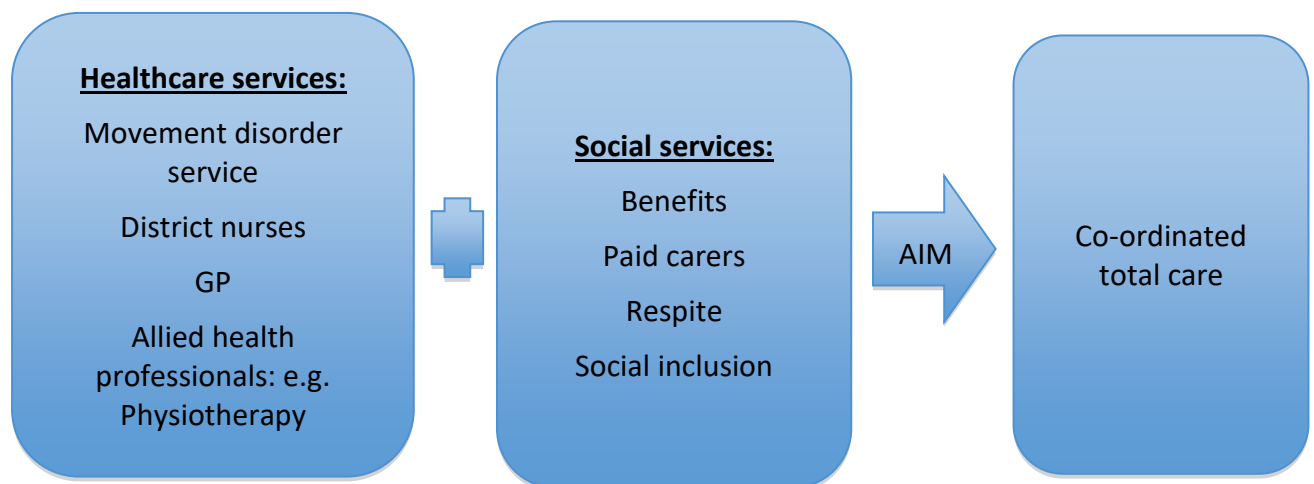 Healthcare services:
Movement disorder
service
District nurses
GP
Allied health
professionals: e.g.
Physiotherapy
Social services:
Benefits
Paid carers
Respite
Social inclusion
AIM
Co-ordinated
total care